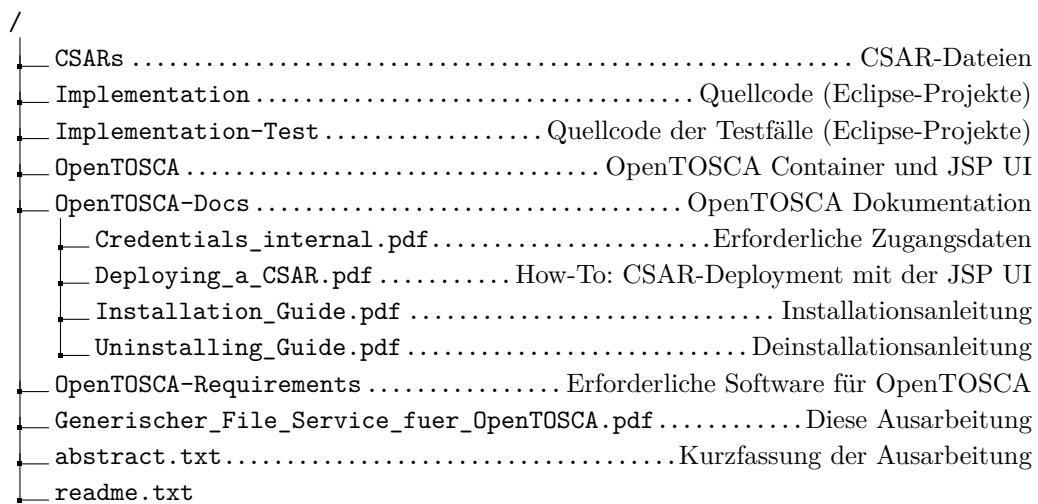 /
CSARs ........................................................ CSAR-Dateien
Implementation ................................... Quellcode (Eclipse-Projekte)
Implementation-Test .................. Quellcode der Testfälle (Eclipse-Projekte)
OpenTOSCA .................................. OpenTOSCA Container und JSP UI
OpenTOSCA-Docs ................................... OpenTOSCA Dokumentation
Credentials_internal.pdf ....................... Erforderliche Zugangsdaten
Deploying_a_CSAR.pdf ........... How-To: CSAR-Deployment mit der JSP UI
Installation_Guide.pdf .............................. Installationsanleitung
Uninstalling_Guide.pdf ............................ Deinstallationsanleitung
OpenTOSCA-Requirements ................ Erforderliche Software für OpenTOSCA
Generischer_File_Service_fuer_OpenTOSCA.pdf ............ Diese Ausarbeitung
abstract.txt ..................................... Kurzfassung der Ausarbeitung
readme.txt